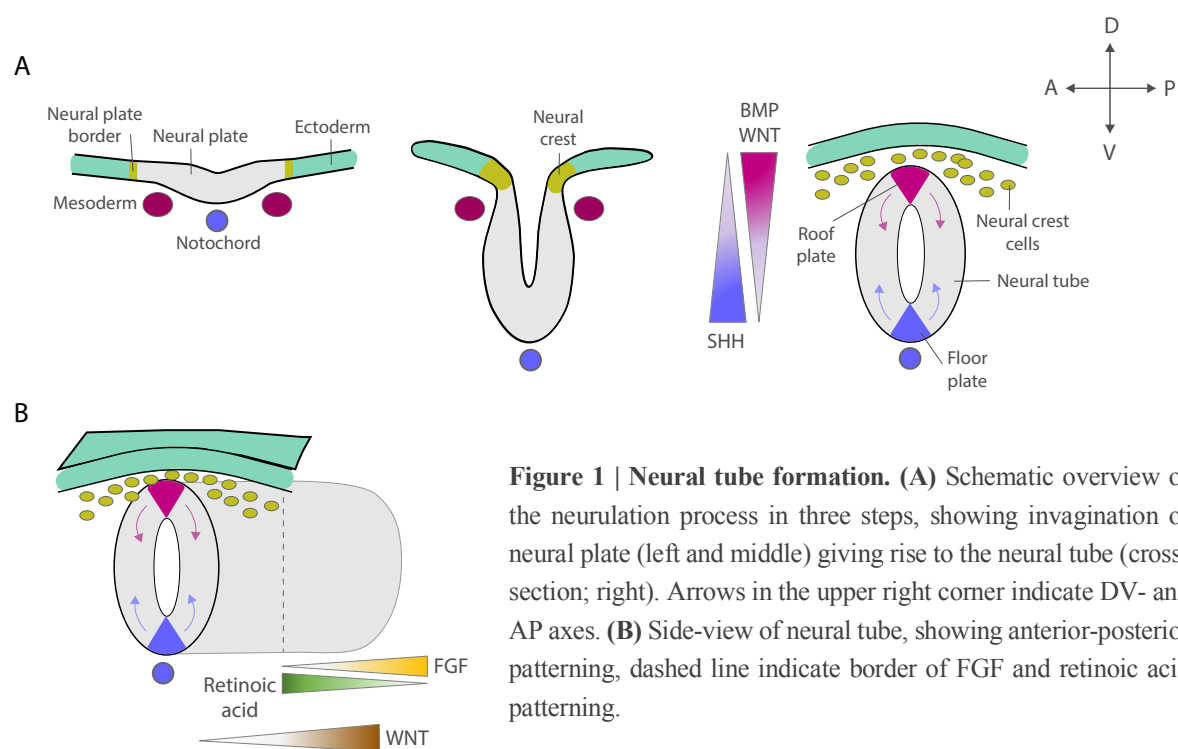 A
D
A
P
V
Neural plate
border
Neural plate
Ectoderm
Mesoderm
Notochord
Neural
crest
BMP
WNT
SHH
Roof
plate
Neural crest
cells
Neural tube
Floor
plate
B
Retinoic
acid
FGF
WNT
Figure 1 | Neural tube formation. (A) Schematic overview o
the neurulation process in three steps, showing invagination o
neural plate (left and middle) giving rise to the neural tube (cross
section; right). Arrows in the upper right corner indicate DV- an
AP axes. (B) Side-view of neural tube, showing anterior-posterio
patterning, dashed line indicate border of FGF and retinoic aci
patterning.